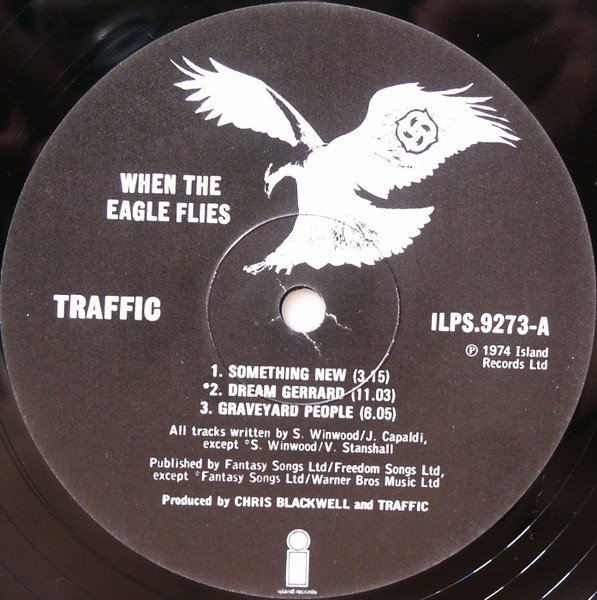 WHEN THE
EAGLE FLIES
TRAFFIC
ILPS.9273-A
℗ 1974 Island
Records Ltd
1. SOMETHING NEW (3.15)
*2. DREAM GERRARD (11.03)
3. GRAVEYARD PEOPLE (6.05)
All tracks written by S. Winwood/J. Capaldi,
except *S. Winwood/V. Stanshall
Published by Fantasy Songs Ltd/Freedom Songs Ltd,
except *Fantasy Songs Ltd/Warner Bros Music Ltd
Produced by CHRIS BLACKWELL and TRAFFIC
i
island records